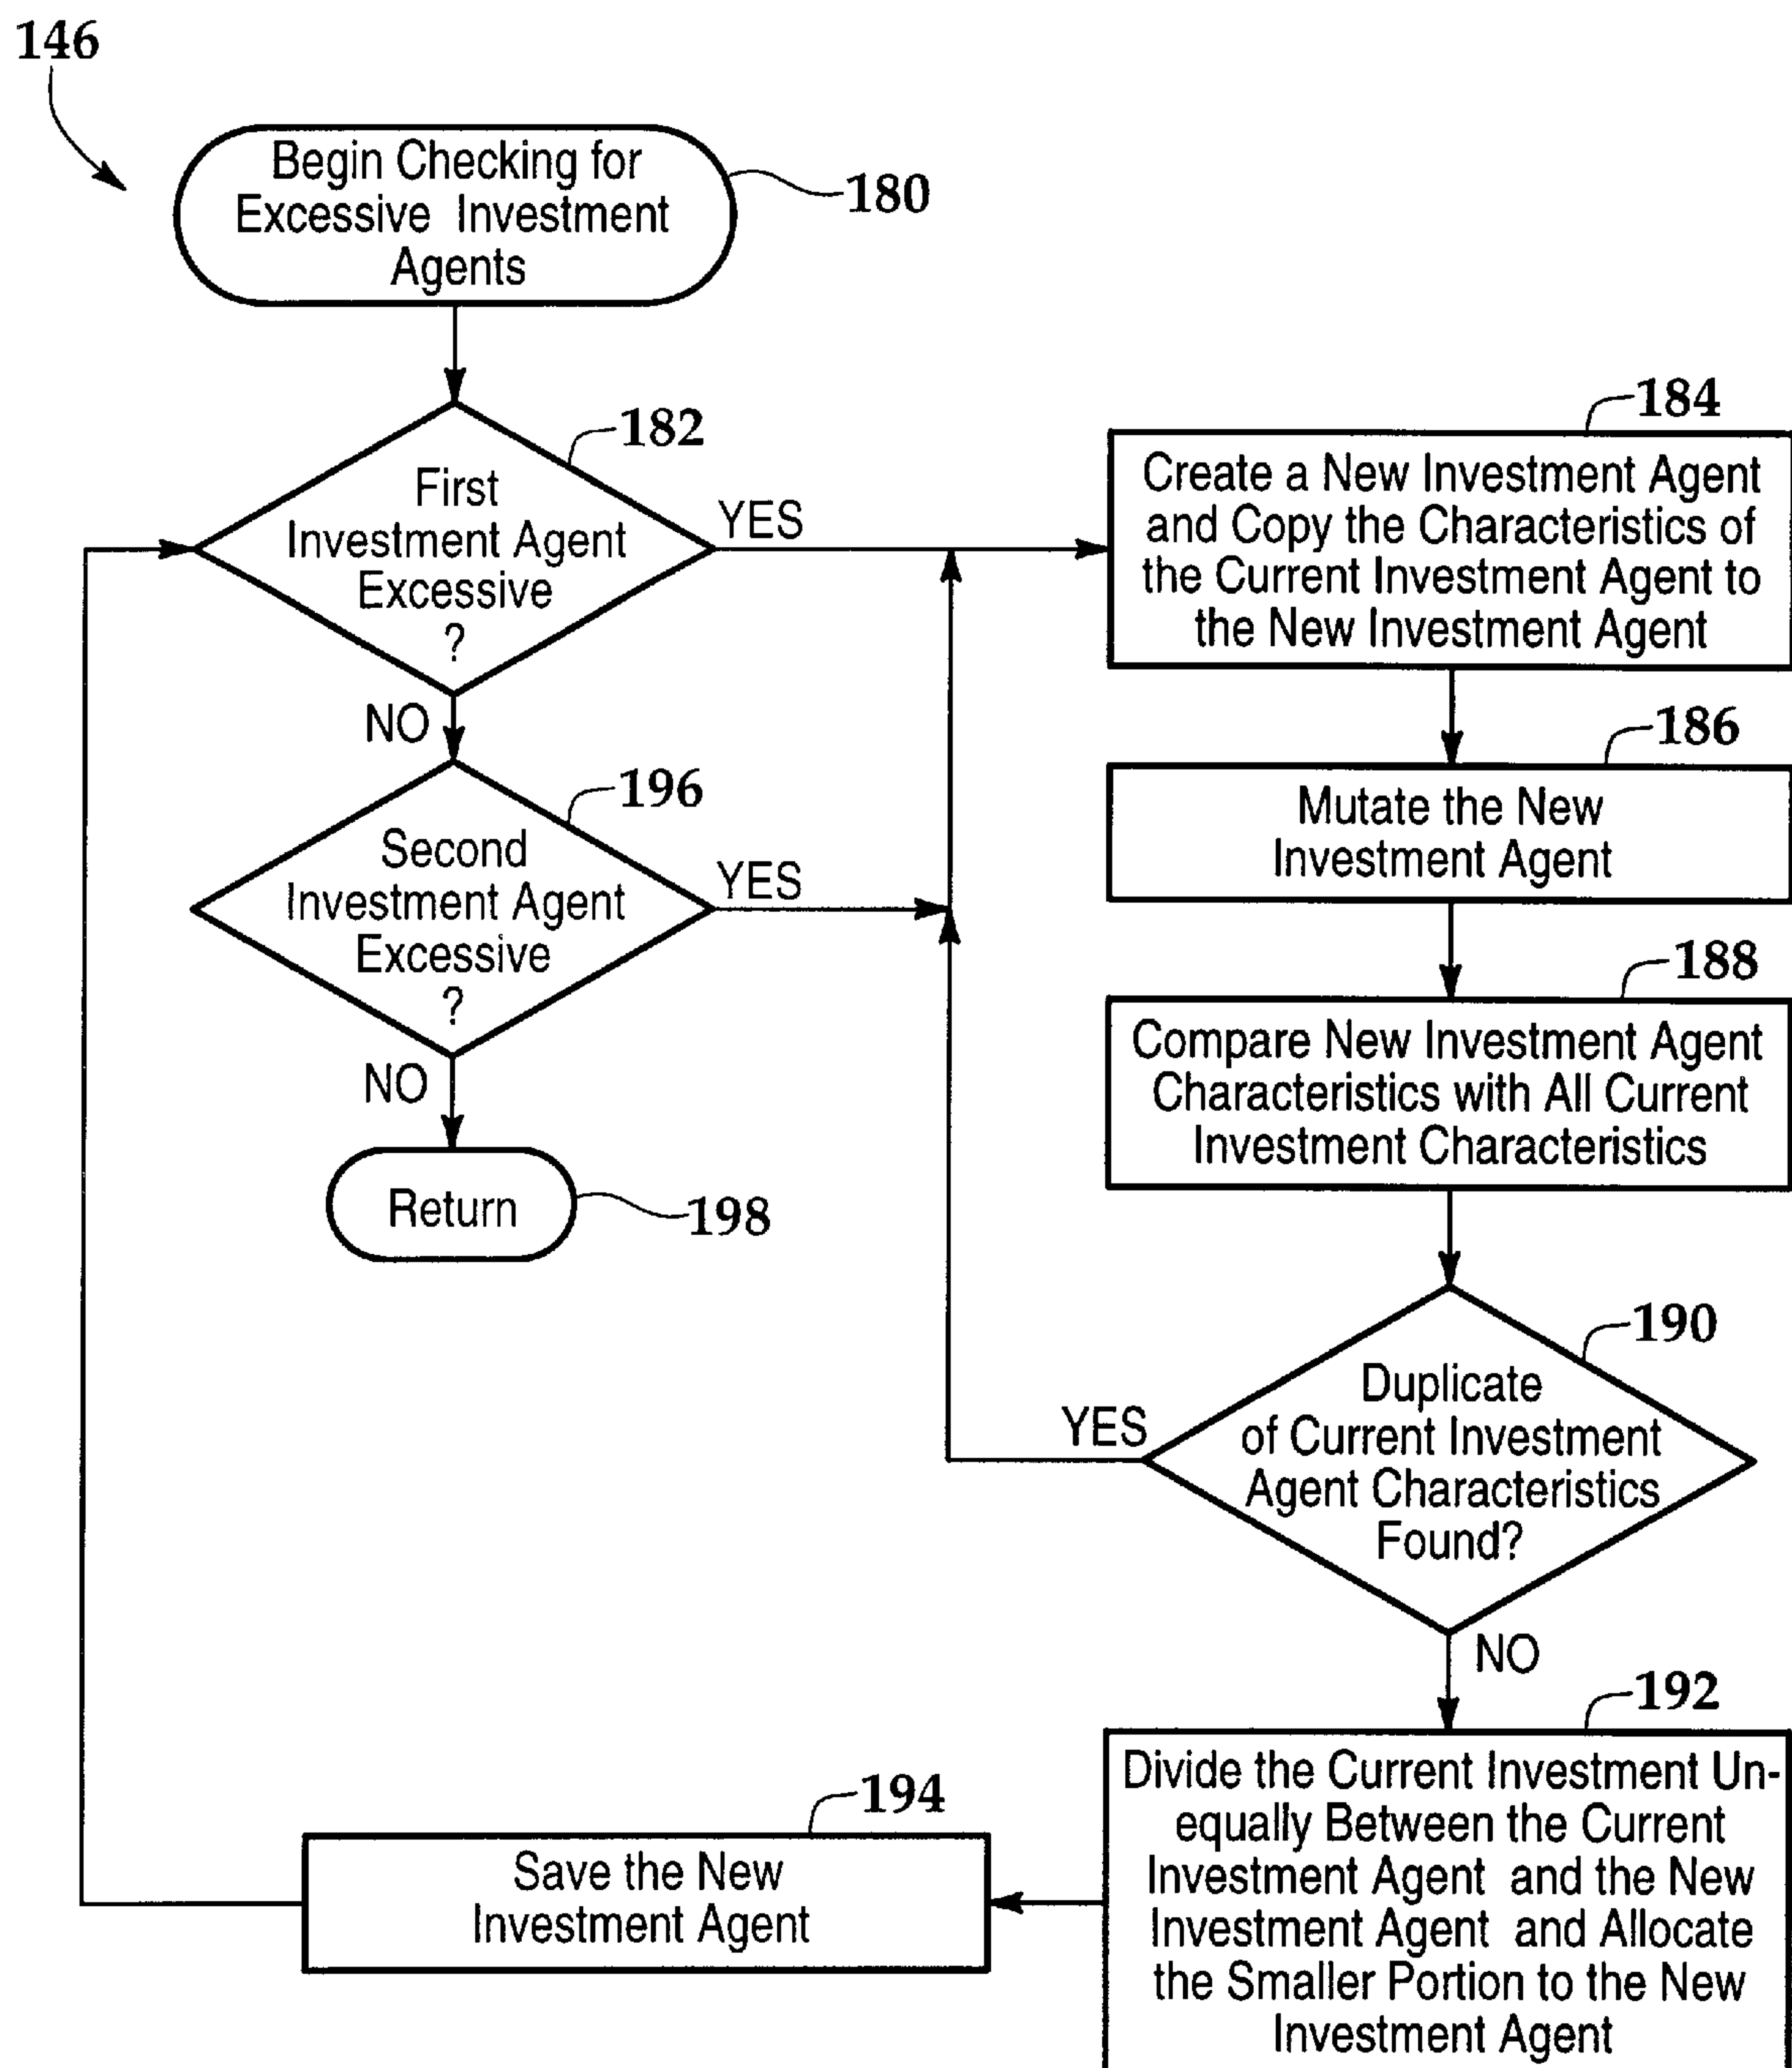 146
Begin Checking for
Excessive Investment
Agents
180
182
First
Investment Agent
Excessive
?
YES
NO
184
Create a New Investment Agent
and Copy the Characteristics of
the Current Investment Agent to
the New Investment Agent
186
Mutate the New
Investment Agent
196
Second
Investment Agent
Excessive
?
YES
NO
188
Compare New Investment Agent
Characteristics with All Current
Investment Characteristics
Return
198
190
Duplicate
of Current Investment
Agent Characteristics
Found?
YES
NO
192
Divide the Current Investment Un-
equally Between the Current
Investment Agent and the New
Investment Agent and Allocate
the Smaller Portion to the New
Investment Agent
194
Save the New
Investment Agent